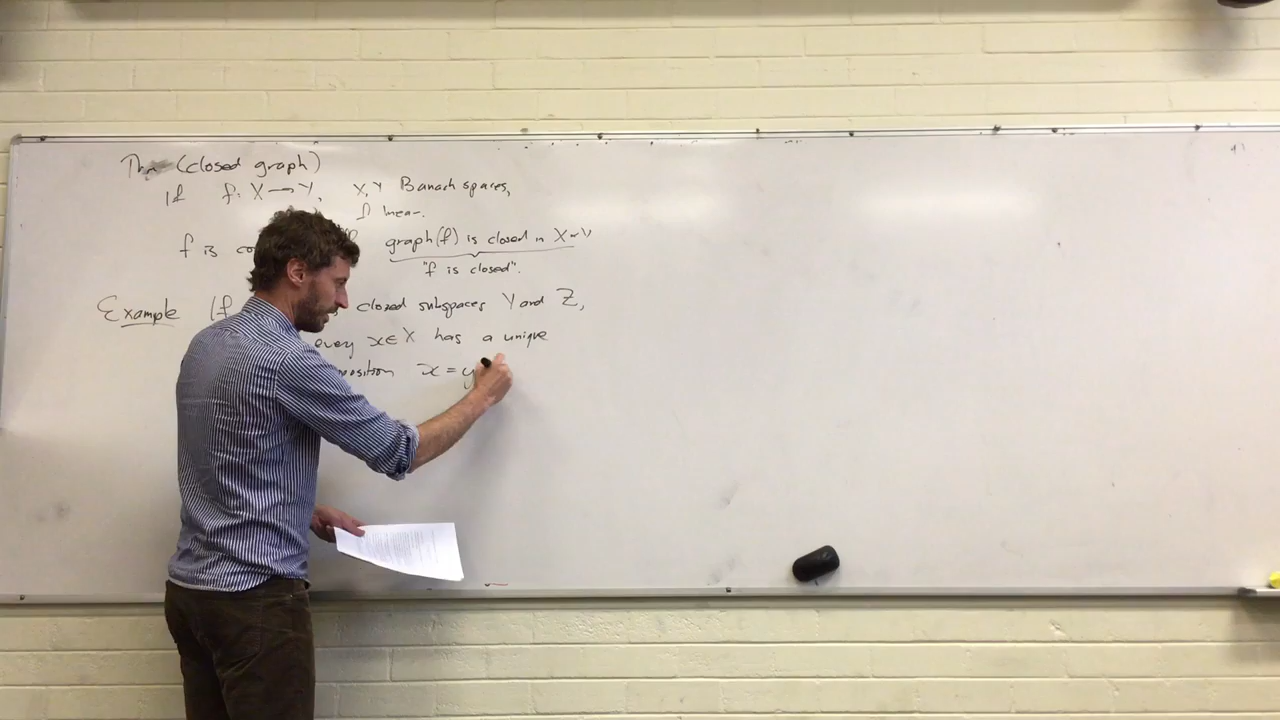 Thm (closed graph)
If f: X → Y, X, Y Banach spaces,
f linear.
f is graph(f) is closed in X×Y
"f is closed".
Example If closed subspaces Y and Z,
every x∈X has a unique
x = y